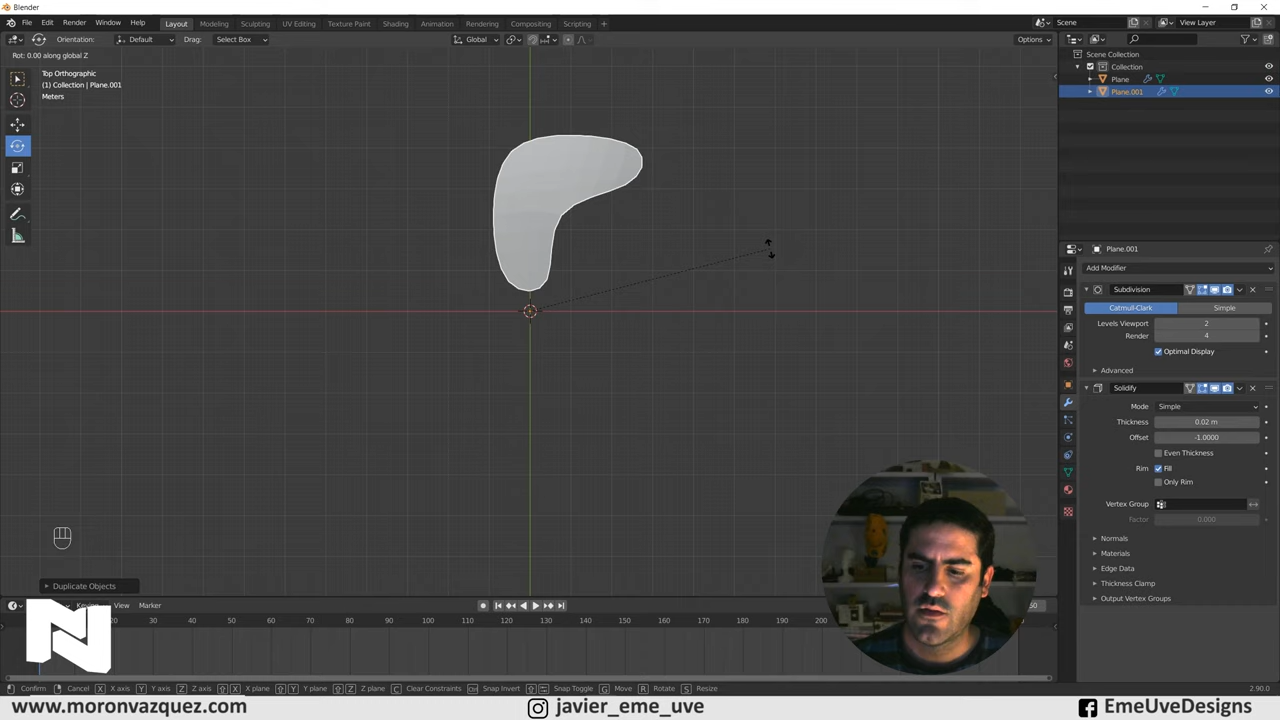 Blender
File Edit Render Window Help Layout Modeling Sculpting UV Editing Texture Paint Shading Animation Rendering Compositing Scripting + Scene View Layer
Orientation: Default Drag: Select Box Global Options
Rot: 0.00 along global Z
Top Orthographic
(1) Collection | Plane.001
Meters
Scene Collection
Collection
Plane
Plane.001
Plane.001
Add Modifier
Subdivision
Catmull-Clark Simple
Levels Viewport 2
Render 4
Optimal Display
Advanced
Solidify
Mode Simple
Thickness 0.02 m
Offset -1.0000
Even Thickness
Rim Fill
Only Rim
Vertex Group
Factor 0.000
Normals
Materials
Edge Data
Thickness Clamp
Output Vertex Groups
Duplicate Objects
View Marker
50 60 70 80 90 100 110 120 130 140 150 160 170 180 190 200
N
Confirm Cancel X X axis Y Y axis Z Z axis X X plane Y Y plane Z Z plane C Clear Constraints Snap Invert Snap Toggle G Move R Rotate S Resize 2.90.0
www.moronvazquez.com javier_eme_uve EmeUveDesigns